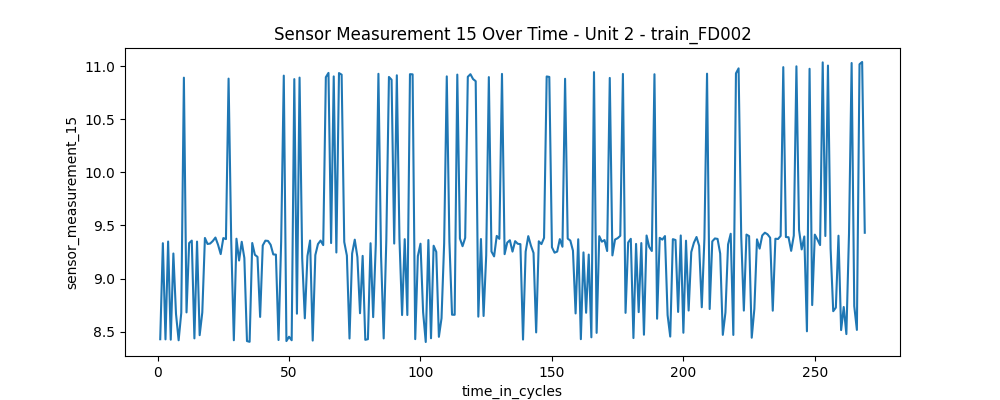 Sensor Measurement 15 Over Time - Unit 2 - train_FD002
sensor_measurement_15
11.0
10.5
10.0
9.5
9.0
8.5
0 50 100 150 200 250
time_in_cycles